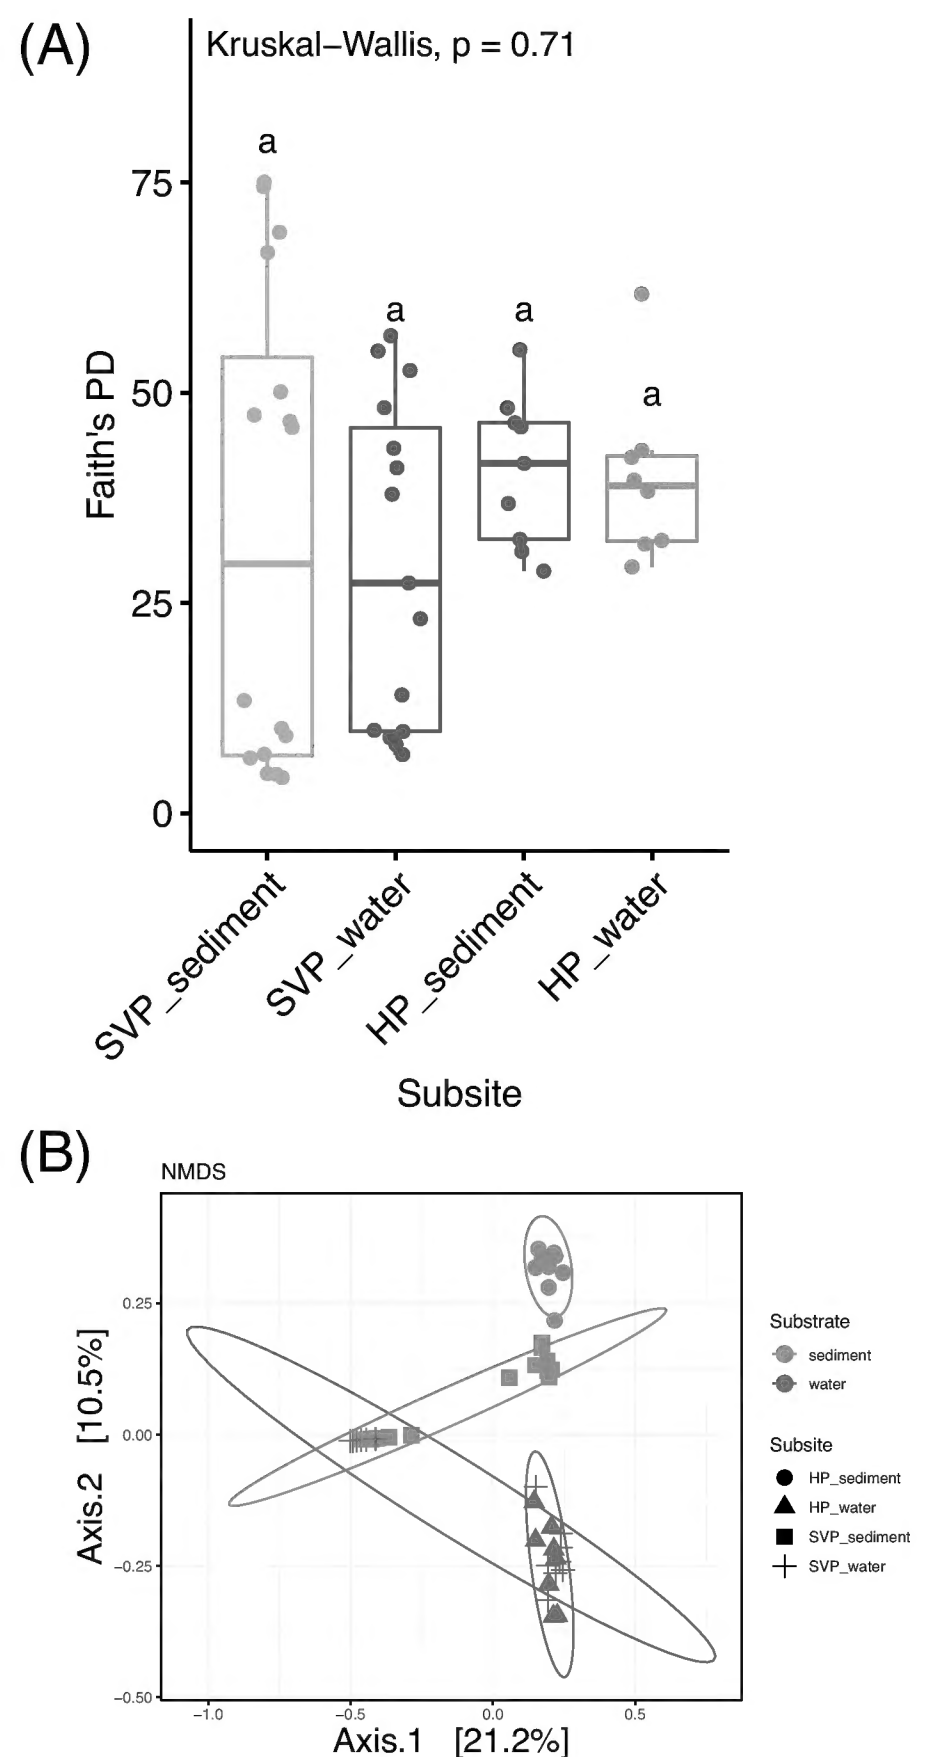 (A)
Kruskal−Wallis, p = 0.71
a
a
a
a
75
50
25
0
Faith's PD
SVP_sediment
SVP_water
HP_sediment
HP_water
Subsite
(B)
NMDS
0.25
0.00
−0.25
−0.50
Axis.2 [10.5%]
−1.0
−0.5
0.0
0.5
Axis.1 [21.2%]
Substrate
sediment
water
Subsite
HP_sediment
HP_water
SVP_sediment
SVP_water